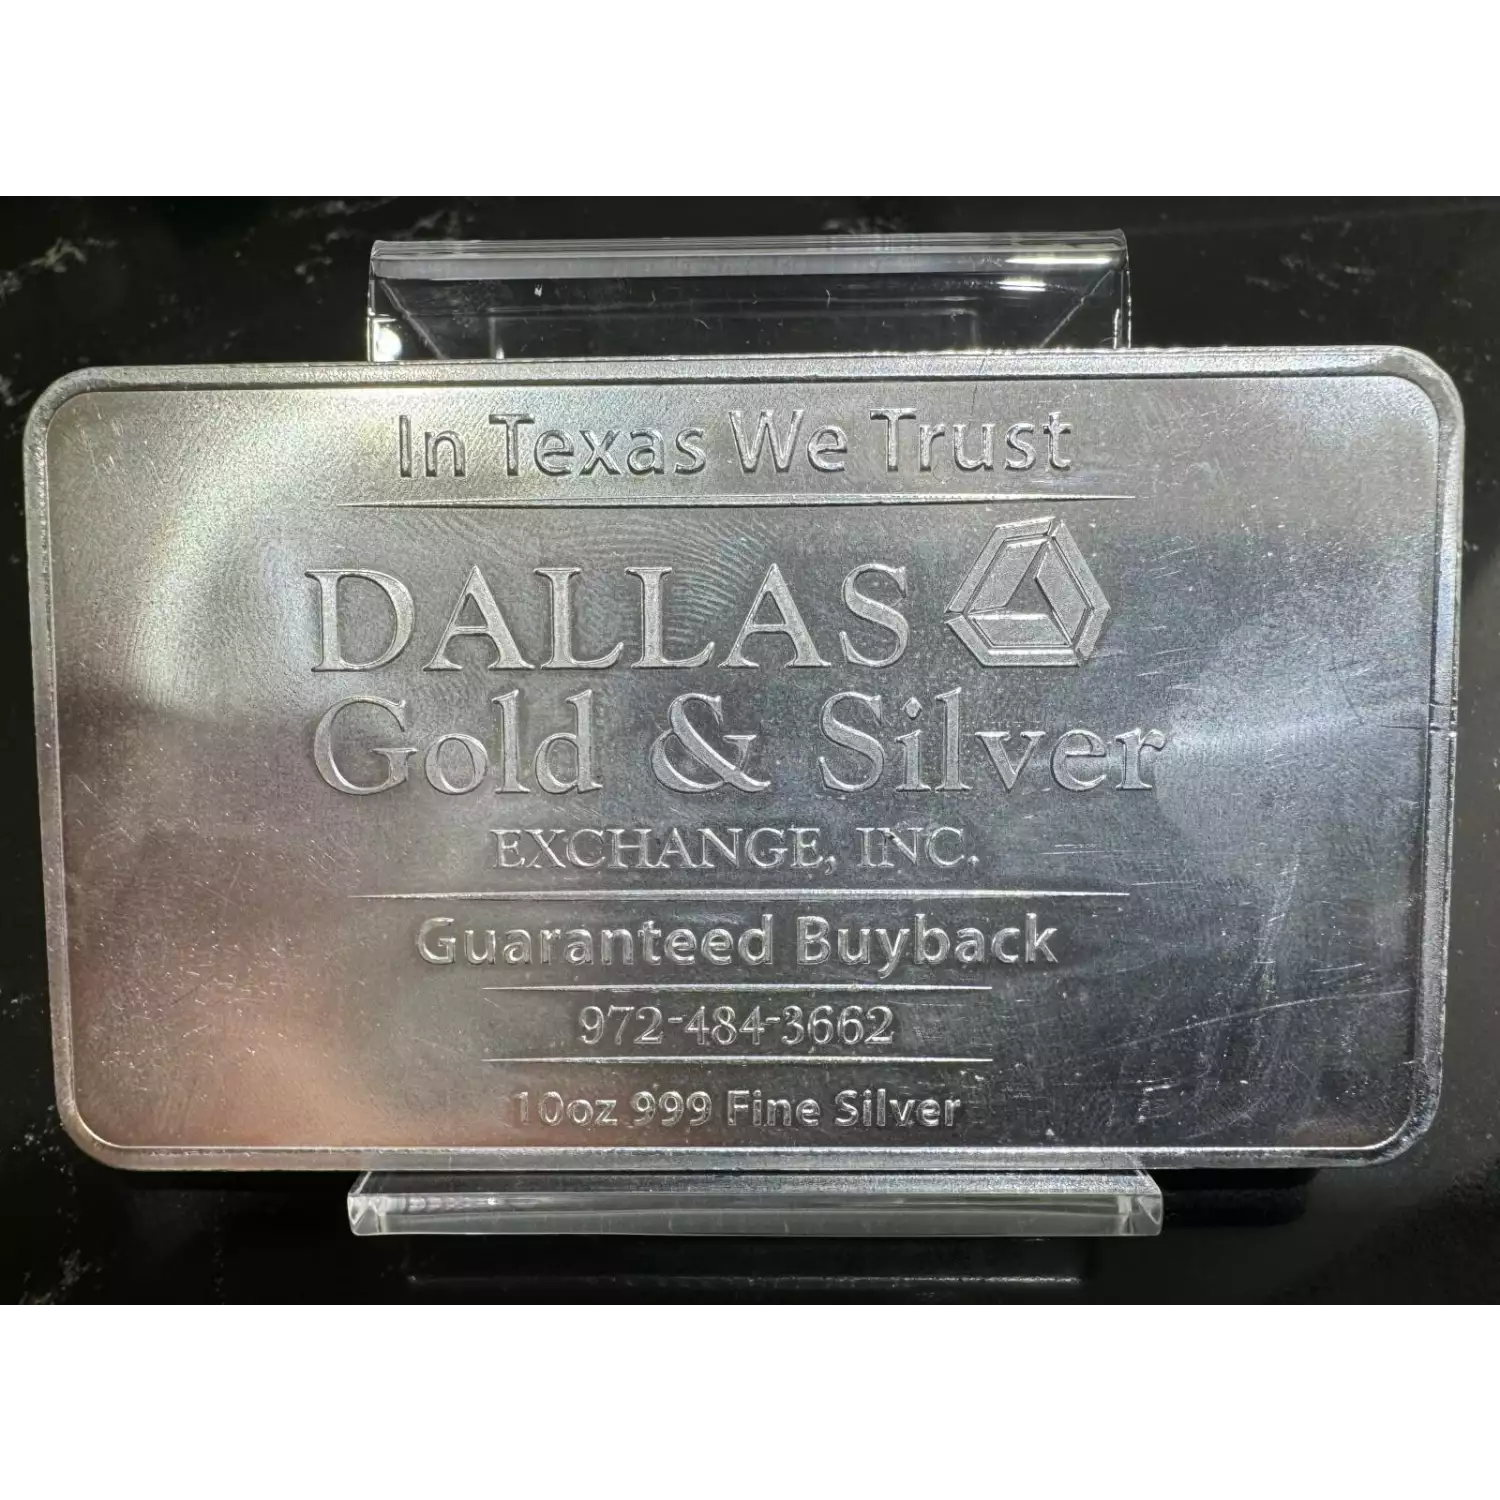 In Texas We Trust
DALLAS
Gold & Silver
EXCHANGE, INC.
Guaranteed Buyback
972-484-3662
10oz 999 Fine Silver